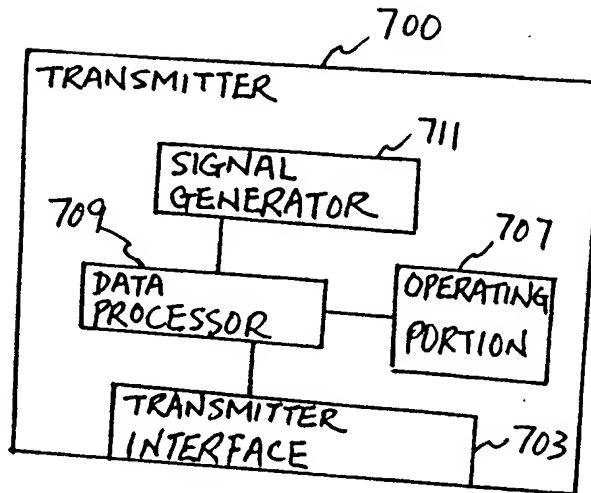 700
TRANSMITTER
711
SIGNAL
GENERATOR
709
707
DATA
PROCESSOR
OPERATING
PORTION
TRANSMITTER
INTERFACE
703